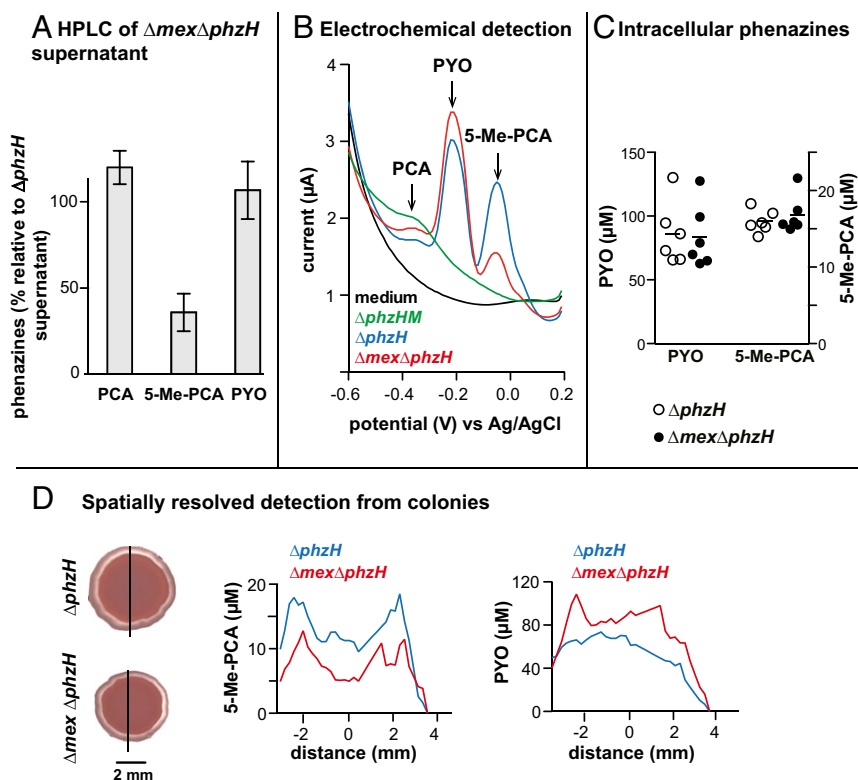 A HPLC of ΔmexΔphzH
supernatant
phenazines (% relative to ΔphzH
supernatant)
100
50
0
PCA 5-Me-PCA PYO
B Electrochemical detection
current (µA)
4
3
2
1
PYO
5-Me-PCA
PCA
medium
ΔphzHM
ΔphzH
ΔmexΔphzH
-0.6 -0.4 -0.2 0.0 0.2
potential (V) vs Ag/AgCl
C Intracellular phenazines
PYO (µM)
150
100
50
0
20
10
0
5-Me-PCA (µM)
PYO 5-Me-PCA
ΔphzH
ΔmexΔphzH
D Spatially resolved detection from colonies
ΔphzH
Δmex ΔphzH
2 mm
ΔphzH
ΔmexΔphzH
5-Me-PCA (µM)
20
10
0
-2 0 2 4
distance (mm)
ΔphzH
ΔmexΔphzH
PYO (µM)
120
80
40
0
-2 0 2 4
distance (mm)